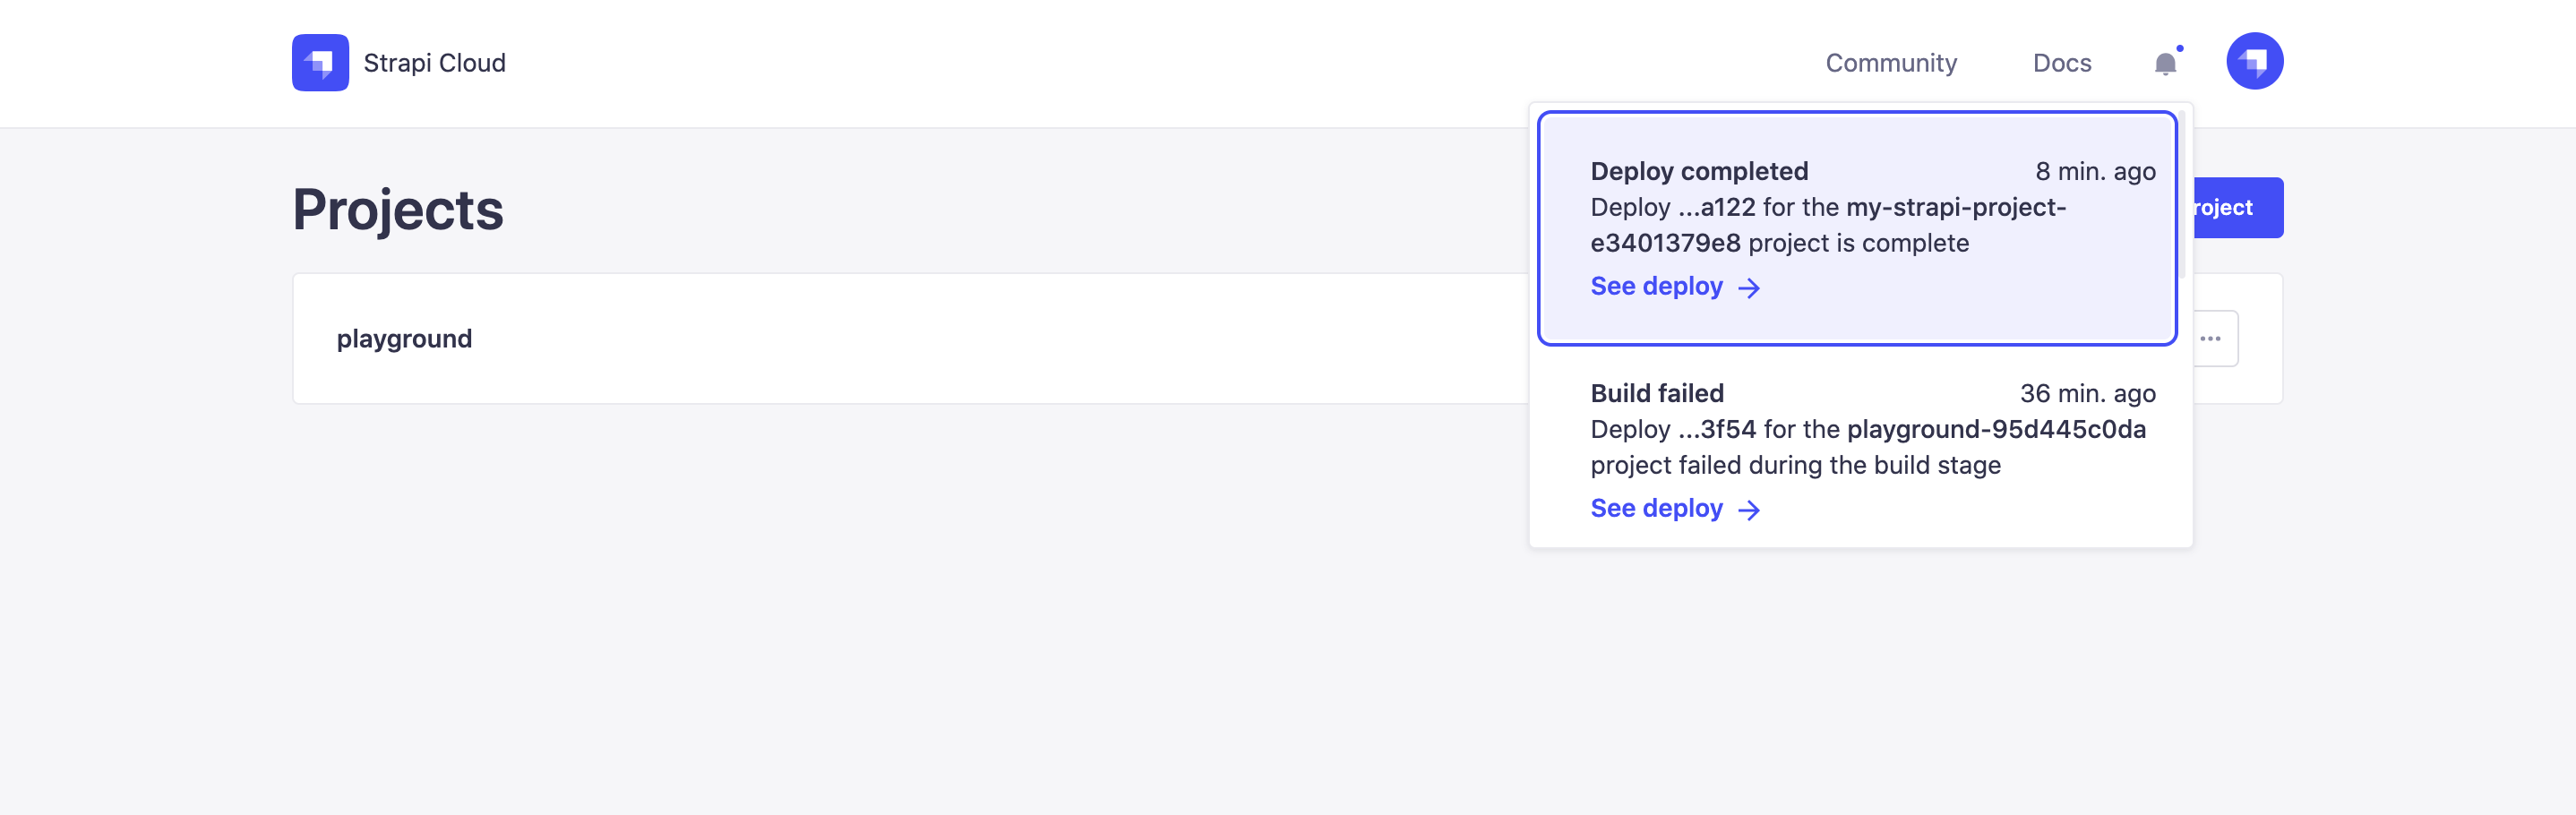 Strapi Cloud
Community
Docs
Projects
roject
playground
Deploy completed
8 min. ago
Deploy ...a122 for the my-strapi-project-
e3401379e8 project is complete
See deploy →
Build failed
36 min. ago
Deploy ...3f54 for the playground-95d445c0da
project failed during the build stage
See deploy →